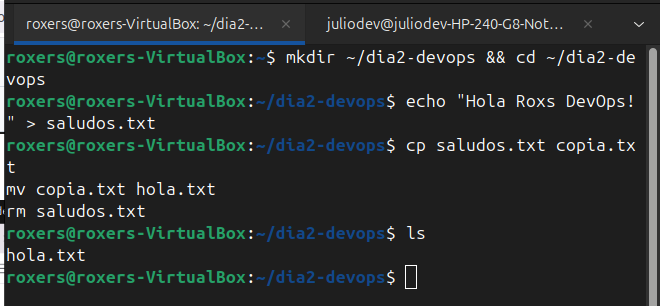 roxers@roxers-VirtualBox: ~/dia2-...
juliodev@juliodev-HP-240-G8-Not...
roxers@roxers-VirtualBox:~$ mkdir ~/dia2-devops && cd ~/dia2-de
vops
roxers@roxers-VirtualBox:~/dia2-devops$ echo "Hola Roxs DevOps!
" > saludos.txt
roxers@roxers-VirtualBox:~/dia2-devops$ cp saludos.txt copia.tx
t
mv copia.txt hola.txt
rm saludos.txt
roxers@roxers-VirtualBox:~/dia2-devops$ ls
hola.txt
roxers@roxers-VirtualBox:~/dia2-devops$